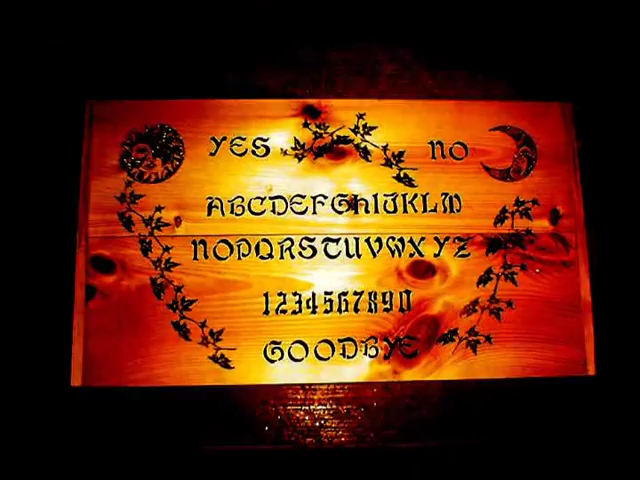 YES NO
ABCDEFGHIJKLM
NOPQRSTUVWXYZ
1234567890
GOODBYE